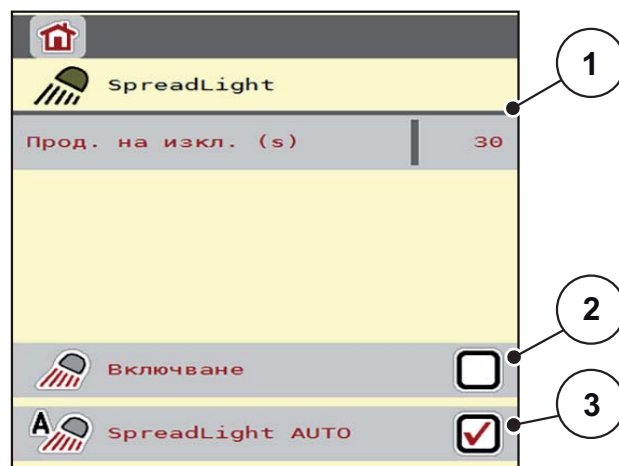 SpreadLight
1
Прод. на изкл. (s) 30
Включване
2
A SpreadLight AUTO
3